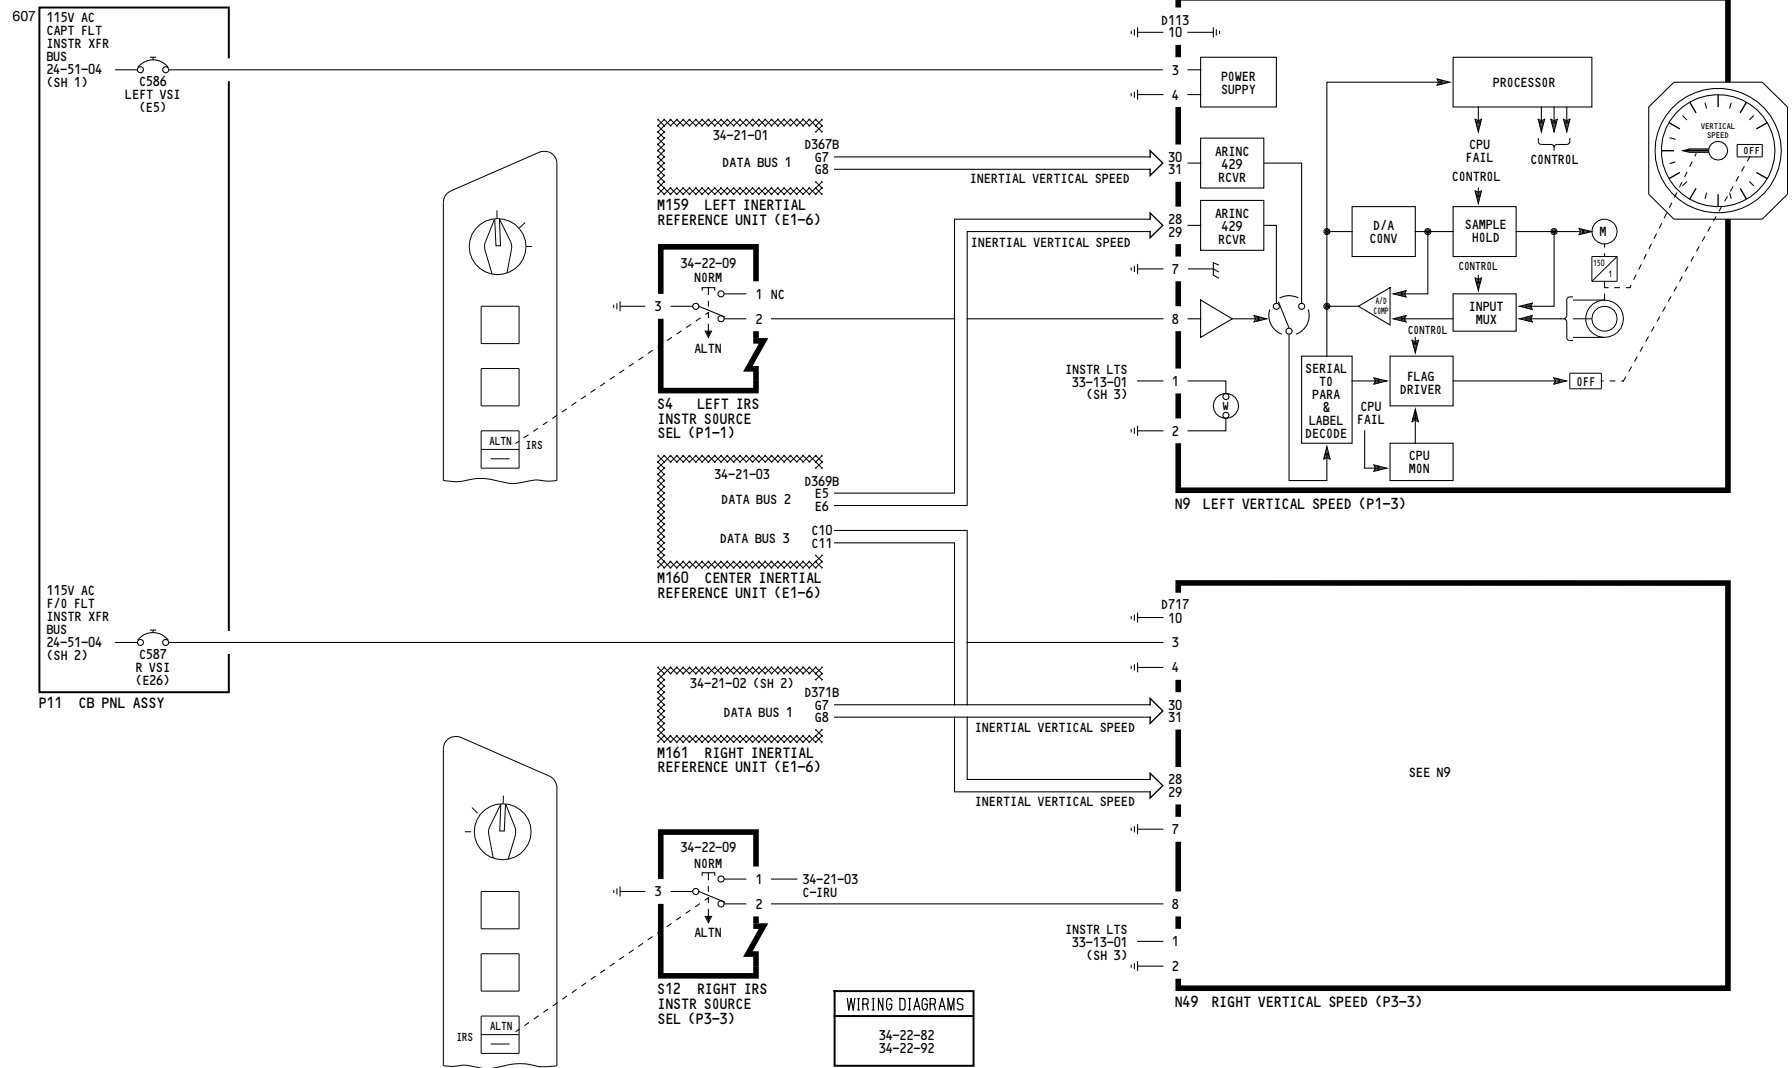 607
115V AC
CAPT FLT
INSTR XFR
BUS
24-51-04
(SH 1)
C586
LEFT VSI
(E5)
115V AC
F/O FLT
INSTR XFR
BUS
24-51-04
(SH 2)
C587
R VSI
(E26)
P11 CB PNL ASSY
ALTN
IRS
ALTN
IRS
34-21-01
D367B
DATA BUS 1
G7
G8
M159 LEFT INERTIAL
REFERENCE UNIT (E1-6)
INERTIAL VERTICAL SPEED
34-22-09
NORM
1 NC
3
2
ALTN
S4 LEFT IRS
INSTR SOURCE
SEL (P1-1)
INERTIAL VERTICAL SPEED
34-21-03
D369B
DATA BUS 2
E5
E6
DATA BUS 3
C10
C11
M160 CENTER INERTIAL
REFERENCE UNIT (E1-6)
34-21-02 (SH 2)
D371B
DATA BUS 1
G7
G8
M161 RIGHT INERTIAL
REFERENCE UNIT (E1-6)
INERTIAL VERTICAL SPEED
INERTIAL VERTICAL SPEED
34-22-09
NORM
1
34-21-03
C-IRU
3
2
ALTN
S12 RIGHT IRS
INSTR SOURCE
SEL (P3-3)
WIRING DIAGRAMS
34-22-82
34-22-92
D113
10
3
4
30
31
28
29
7
8
INSTR LTS
33-13-01
(SH 3)
1
2
POWER
SUPPLY
ARINC
429
RCVR
ARINC
429
RCVR
W
SERIAL
TO
PARA
&
LABEL
DECODE
PROCESSOR
CPU
FAIL
CONTROL
CONTROL
D/A
CONV
SAMPLE
HOLD
M
CONTROL
150
1
A/D
COMP
INPUT
MUX
CONTROL
FLAG
DRIVER
OFF
CPU
FAIL
CPU
MON
VERTICAL
SPEED
OFF
N9 LEFT VERTICAL SPEED (P1-3)
D717
10
3
4
30
31
28
29
7
8
INSTR LTS
33-13-01
(SH 3)
1
2
SEE N9
N49 RIGHT VERTICAL SPEED (P3-3)